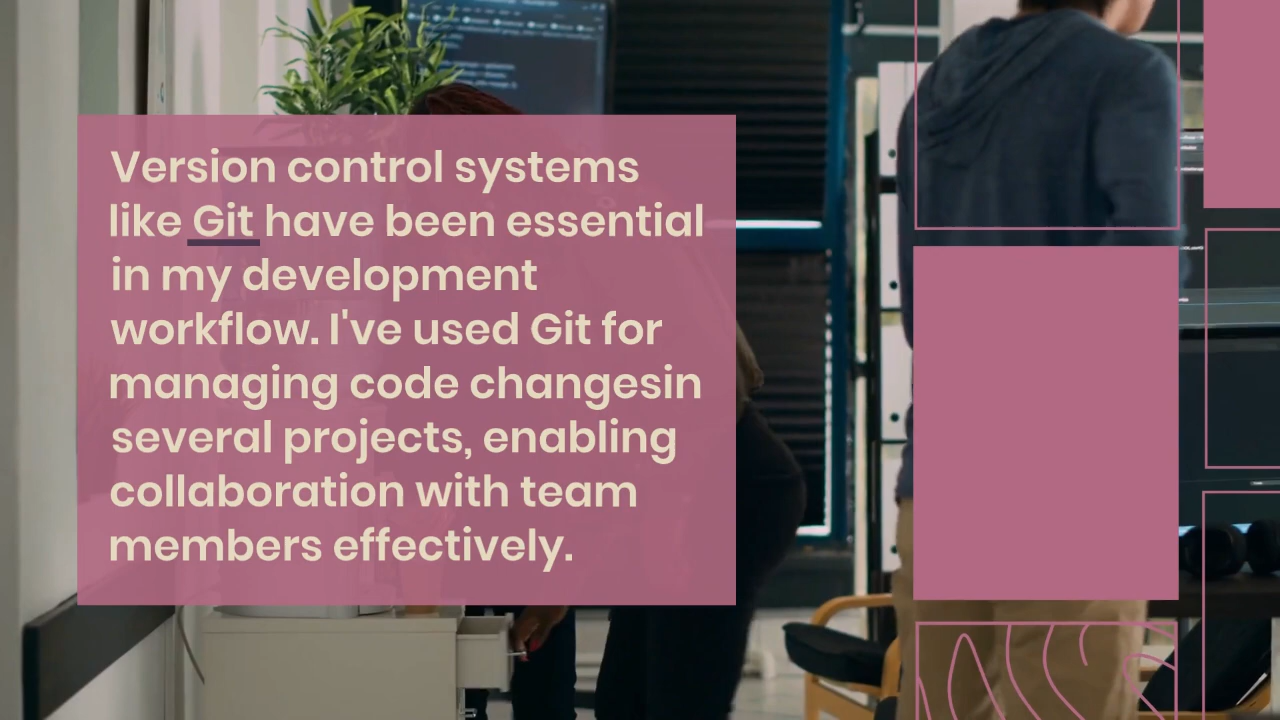 Version control systems
like Git have been essential
in my development
workflow. I've used Git for
managing code changesin
several projects, enabling
collaboration with team
members effectively.